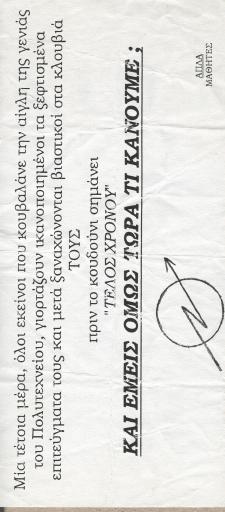 Μία τέτοια μέρα, όλοι εκείνοι που κουβαλάνε την αίγλη της γενιάς
του Πολυτεχνείου, γιορτάζουν ικανοποιημένοι τα ξεφτισμένα
επιτεύγματα τους και μετά ξαναχώνονται βιαστικοί στα κλουβιά
ΤΟΥΣ
πριν το κουδούνι σημάνει
"ΤΕΛΟΣ ΧΡΟΝΟΥ"
ΚΑΙ ΕΜΕΙΣ ΟΜΩΣ ΤΩΡΑ ΤΙ ΚΑΝΟΥΜΕ ;
ΑΠΛΑ
ΜΑΘΗΤΕΣ